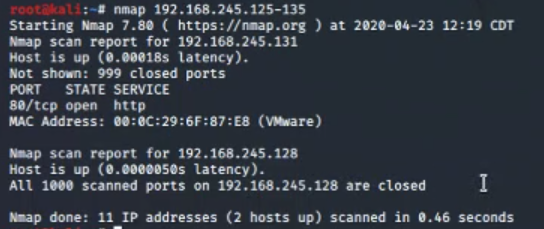 root@kali:~# nmap 192.168.245.125-135
Starting Nmap 7.80 ( https://nmap.org ) at 2020-04-23 12:19 CDT
Nmap scan report for 192.168.245.131
Host is up (0.00018s latency).
Not shown: 999 closed ports
PORT   STATE SERVICE
80/tcp open  http
MAC Address: 00:0C:29:6F:87:E8 (VMware)
Nmap scan report for 192.168.245.128
Host is up (0.0000050s latency).
All 1000 scanned ports on 192.168.245.128 are closed
Nmap done: 11 IP addresses (2 hosts up) scanned in 0.46 seconds